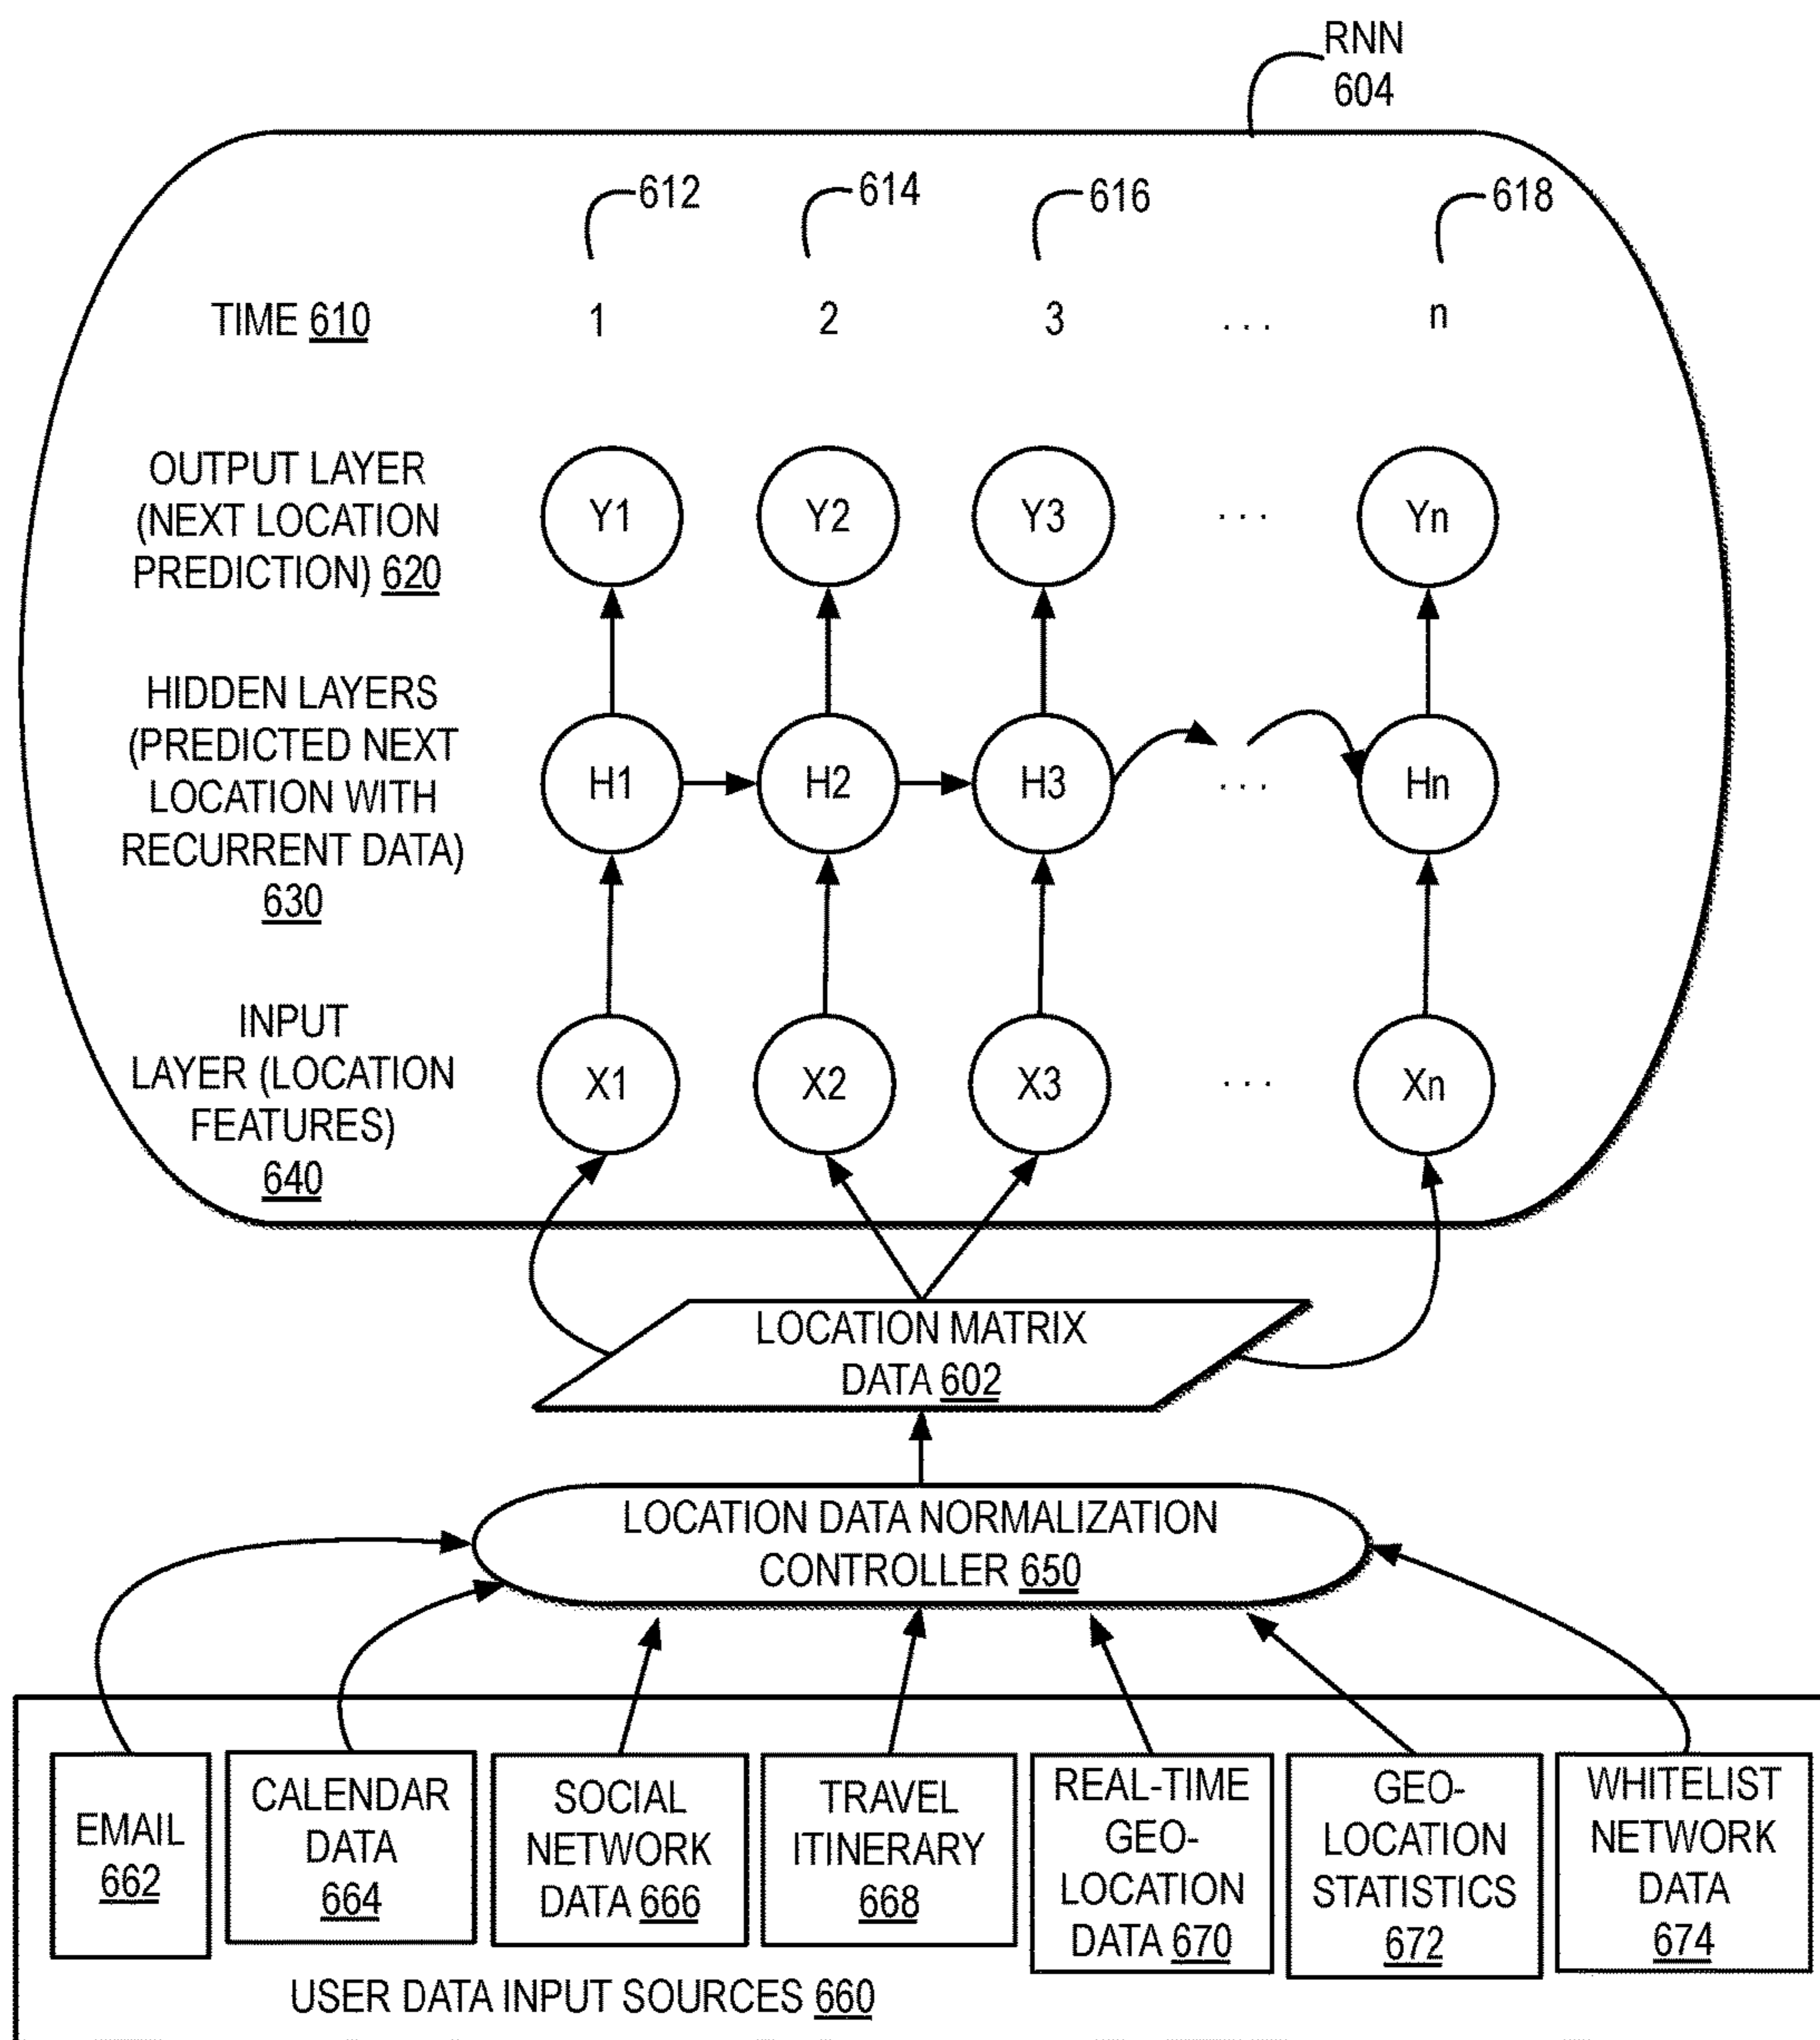 RNN
604
612
614
616
618
TIME 610
1
2
3
...
n
OUTPUT LAYER
(NEXT LOCATION
PREDICTION) 620
Y1
Y2
Y3
...
Yn
HIDDEN LAYERS
(PREDICTED NEXT
LOCATION WITH
RECURRENT DATA)
630
H1
H2
H3
...
...
Hn
INPUT
LAYER (LOCATION
FEATURES)
640
X1
X2
X3
...
Xn
LOCATION MATRIX
DATA 602
LOCATION DATA NORMALIZATION
CONTROLLER 650
EMAIL
662
CALENDAR
DATA
664
SOCIAL
NETWORK
DATA 666
TRAVEL
ITINERARY
668
REAL-TIME
GEO-
LOCATION
DATA 670
GEO-
LOCATION
STATISTICS
672
WHITELIST
NETWORK
DATA
674
USER DATA INPUT SOURCES 660